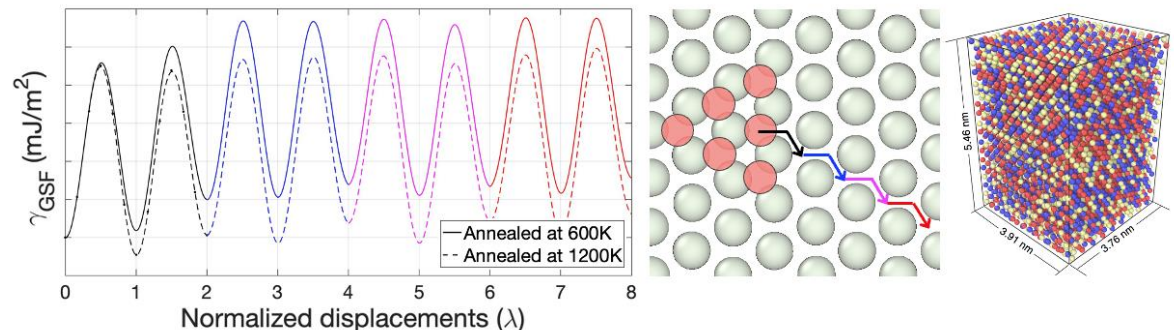 γGSF (mJ/m²)
Annealed at 600K
Annealed at 1200K
0 1 2 3 4 5 6 7 8
Normalized displacements (λ)
5.46 nm
3.91 nm
3.76 nm